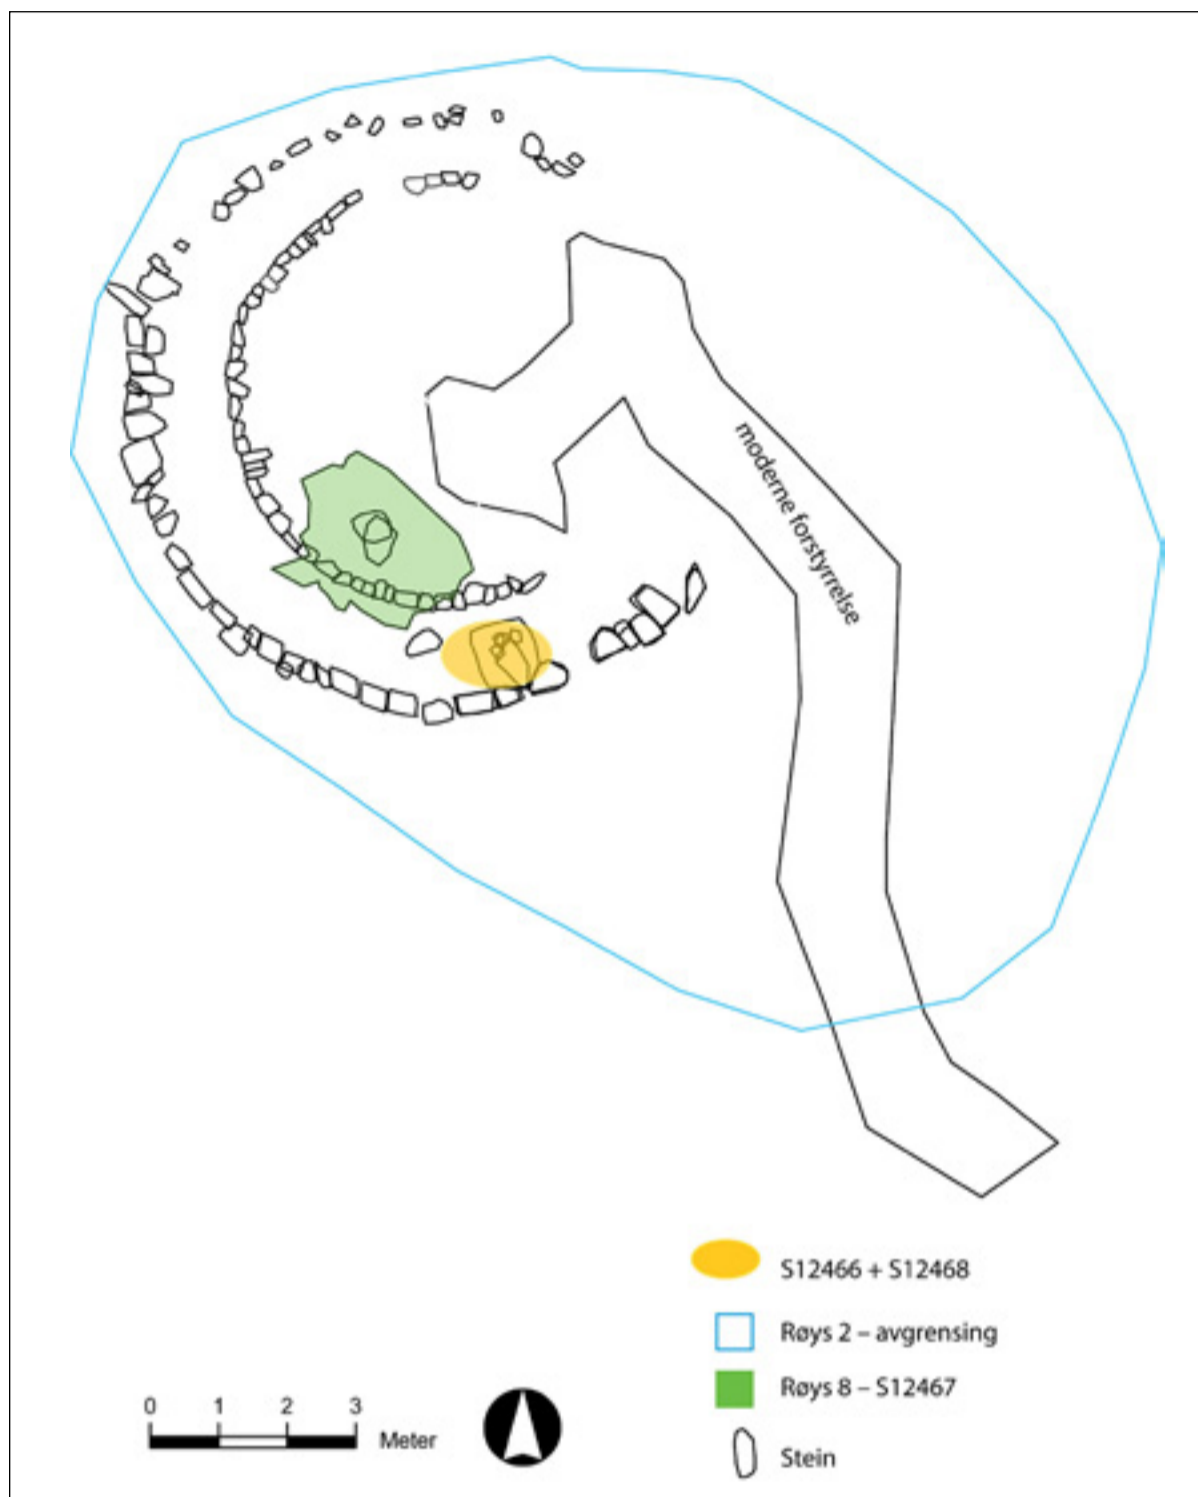 moderne forstyrrelse
S12466 + S12468
Røys 2 – avgrensing
Røys 8 – S12467
0 1 2 3
Meter
Stein